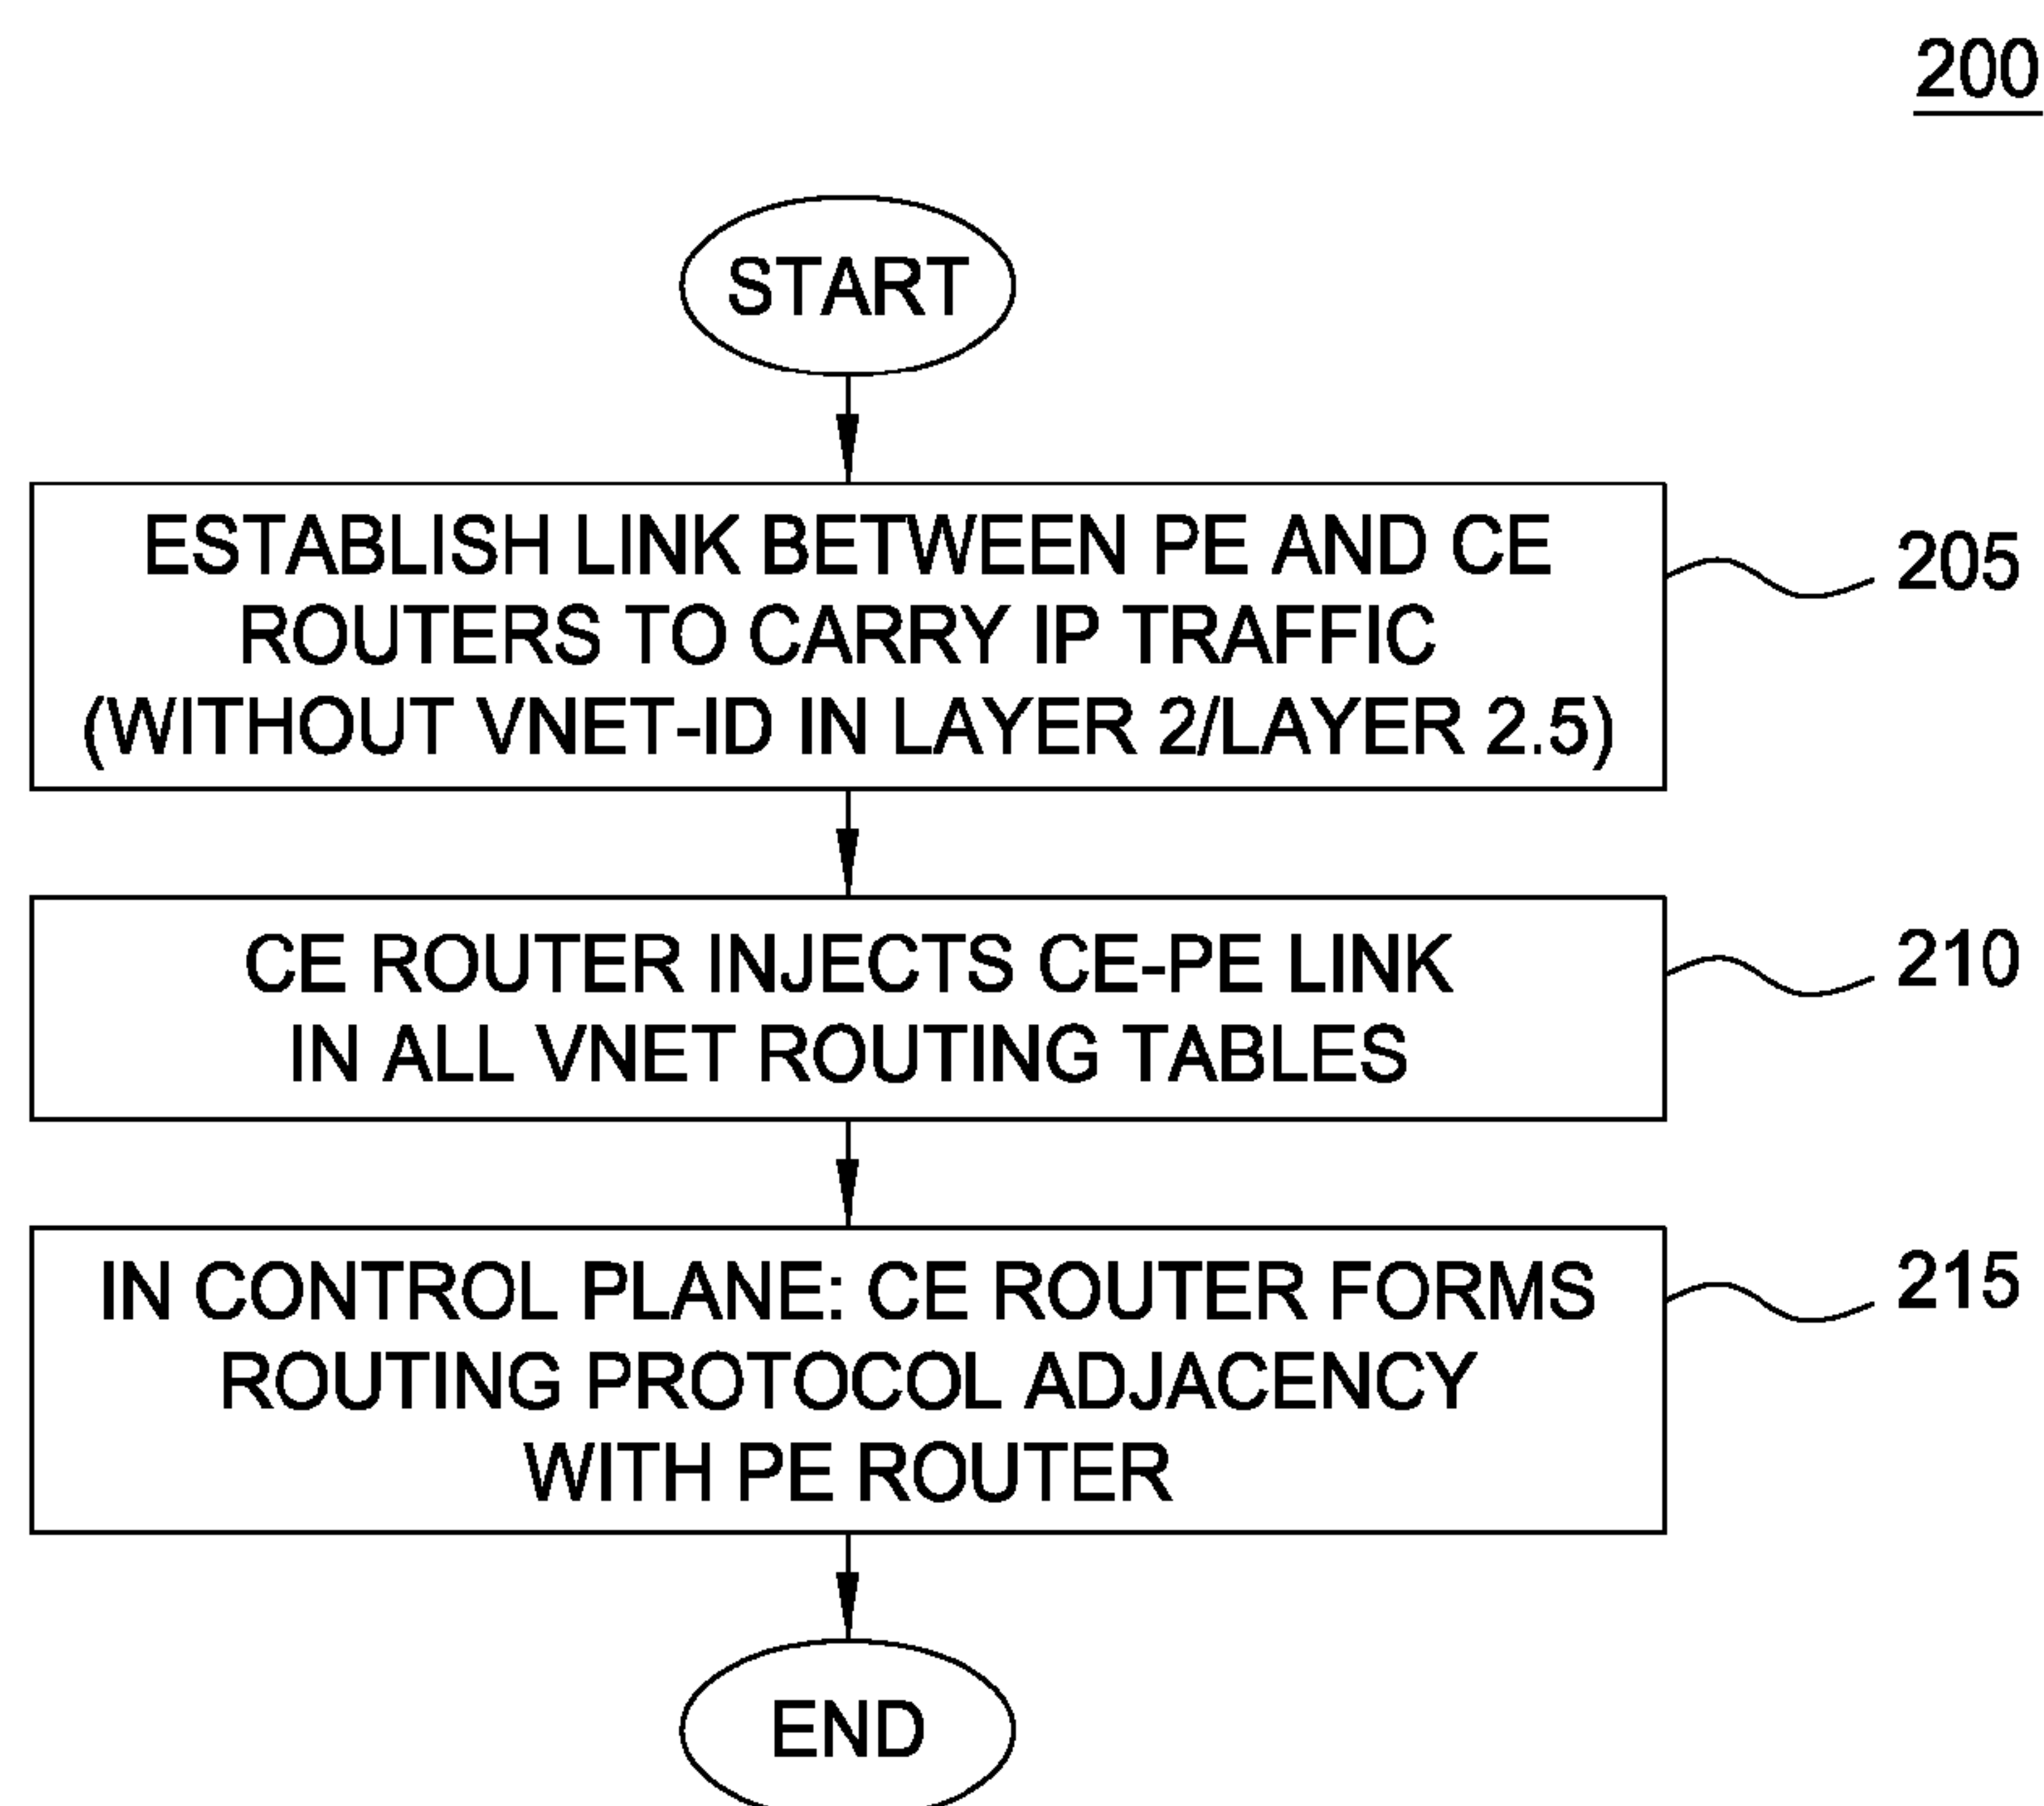 200
START
ESTABLISH LINK BETWEEN PE AND CE
ROUTERS TO CARRY IP TRAFFIC
(WITHOUT VNET-ID IN LAYER 2/LAYER 2.5)
205
CE ROUTER INJECTS CE-PE LINK
IN ALL VNET ROUTING TABLES
210
IN CONTROL PLANE: CE ROUTER FORMS
ROUTING PROTOCOL ADJACENCY
WITH PE ROUTER
215
END